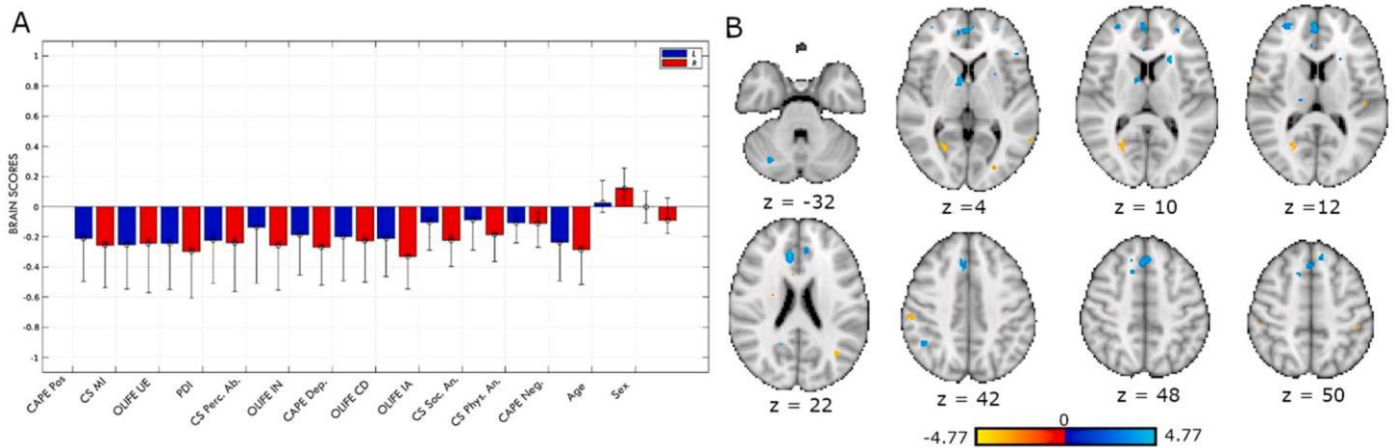 A
B
BRAIN SCORES
1
0.8
0.6
0.4
0.2
0
-0.2
-0.4
-0.6
-0.8
-1
L
R
CAPE Pos
CS MI
OLIFE UE
PDI
CS Perc. Ab.
OLIFE IN
CAPE Dep.
OLIFE CD
OLIFE IA
CS Soc. An.
CS Phys. An.
CAPE Neg.
Age
Sex
z = -32
z =4
z = 10
z =12
z = 22
z = 42
z = 48
z = 50
0
-4.77
4.77